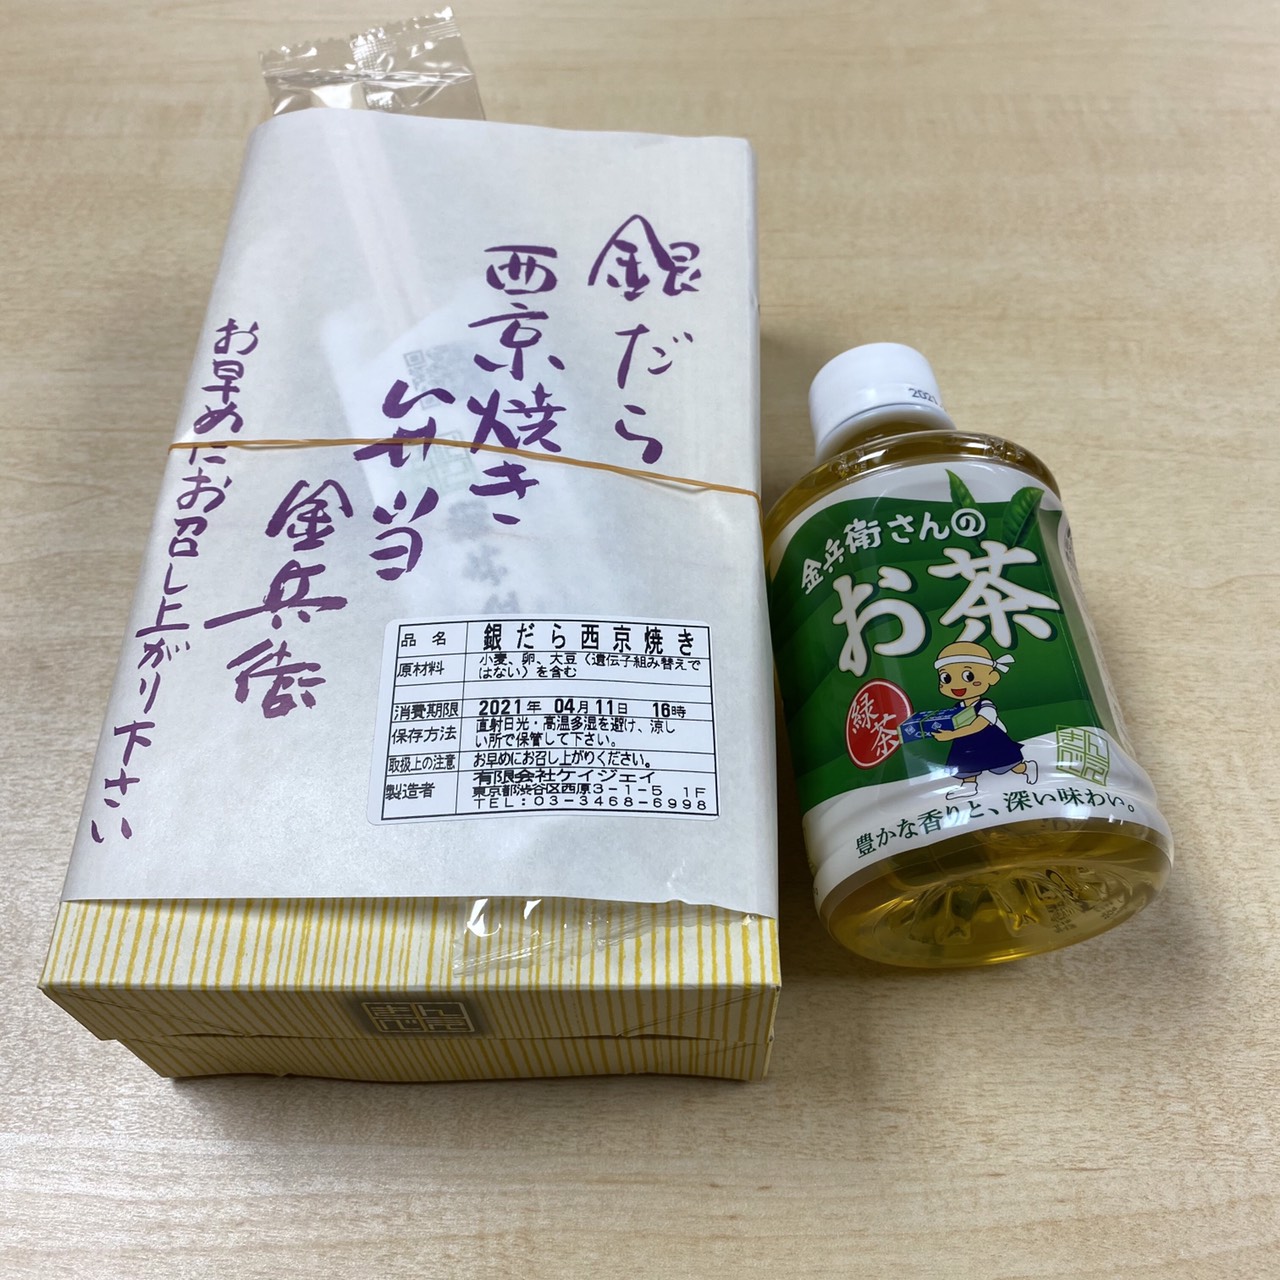 銀だら
西京焼き
弁当
金兵衛
お早めにお召し上がり下さい
品名 銀だら西京焼き
原材料 小麦、卵、大豆(遺伝子組み替えで
はない)を含む
消費期限 2021年 04月11日 16時
保存方法 直射日光・高温多湿を避け、涼し
い所で保管して下さい。
取扱上の注意 お早めにお召し上がりください。
製造者 有限会社ケイジェイ
東京都渋谷区西原3-1-5 1F
TEL:03-3468-6998
まん
ぷく
金兵衛さんの
お茶
緑茶
豊かな香りと、深い味わい。